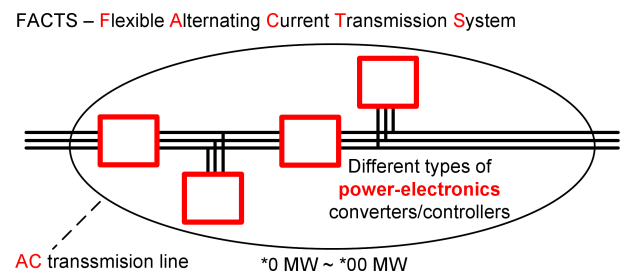 FACTS – Flexible Alternating Current Transmission System
Different types of
power-electronics
converters/controllers
AC transmsision line
*0 MW ~ *00 MW